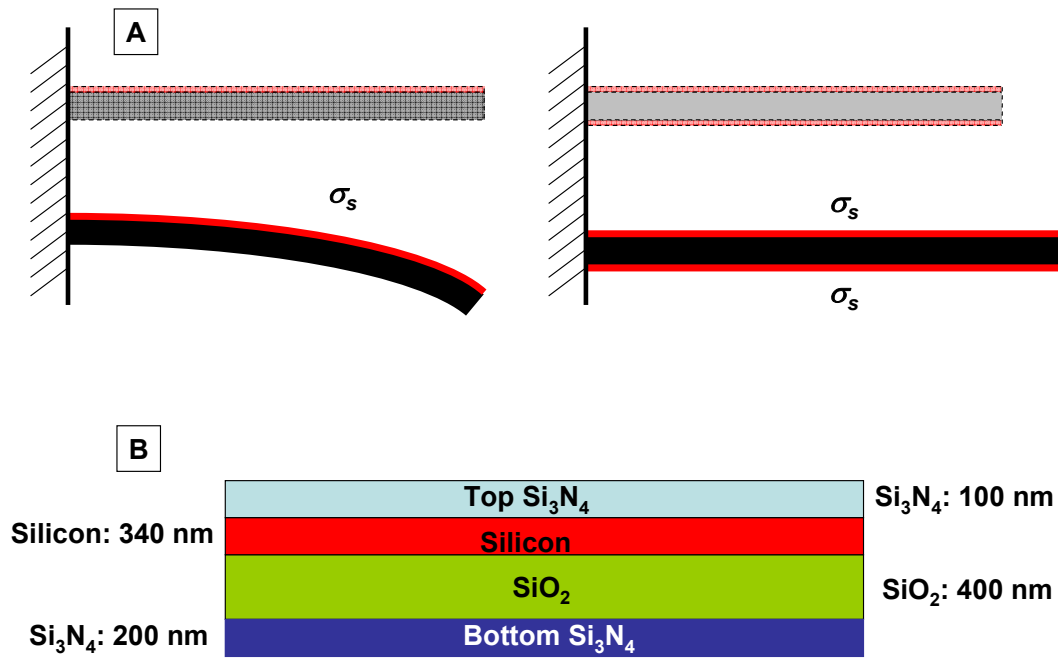 A
σs
σs
σs
B
Top Si3N4
Si3N4: 100 nm
Silicon: 340 nm
Silicon
SiO2
SiO2: 400 nm
Si3N4: 200 nm
Bottom Si3N4